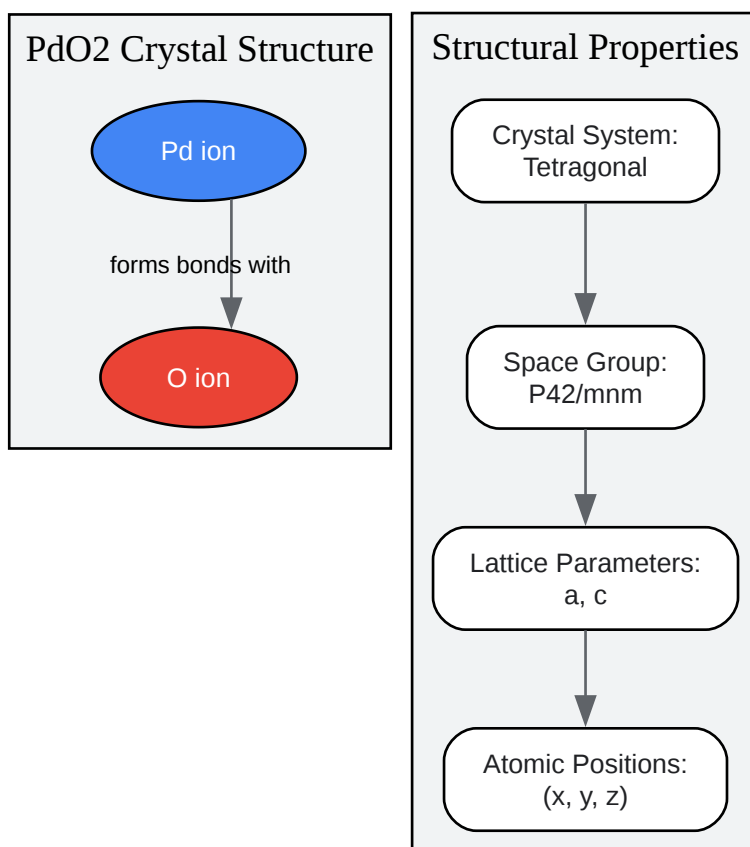 PdO2 Crystal Structure
Pd ion
forms bonds with
O ion
Structural Properties
Crystal System:
Tetragonal
Space Group:
P42/mnm
Lattice Parameters:
a, c
Atomic Positions:
(x, y, z)